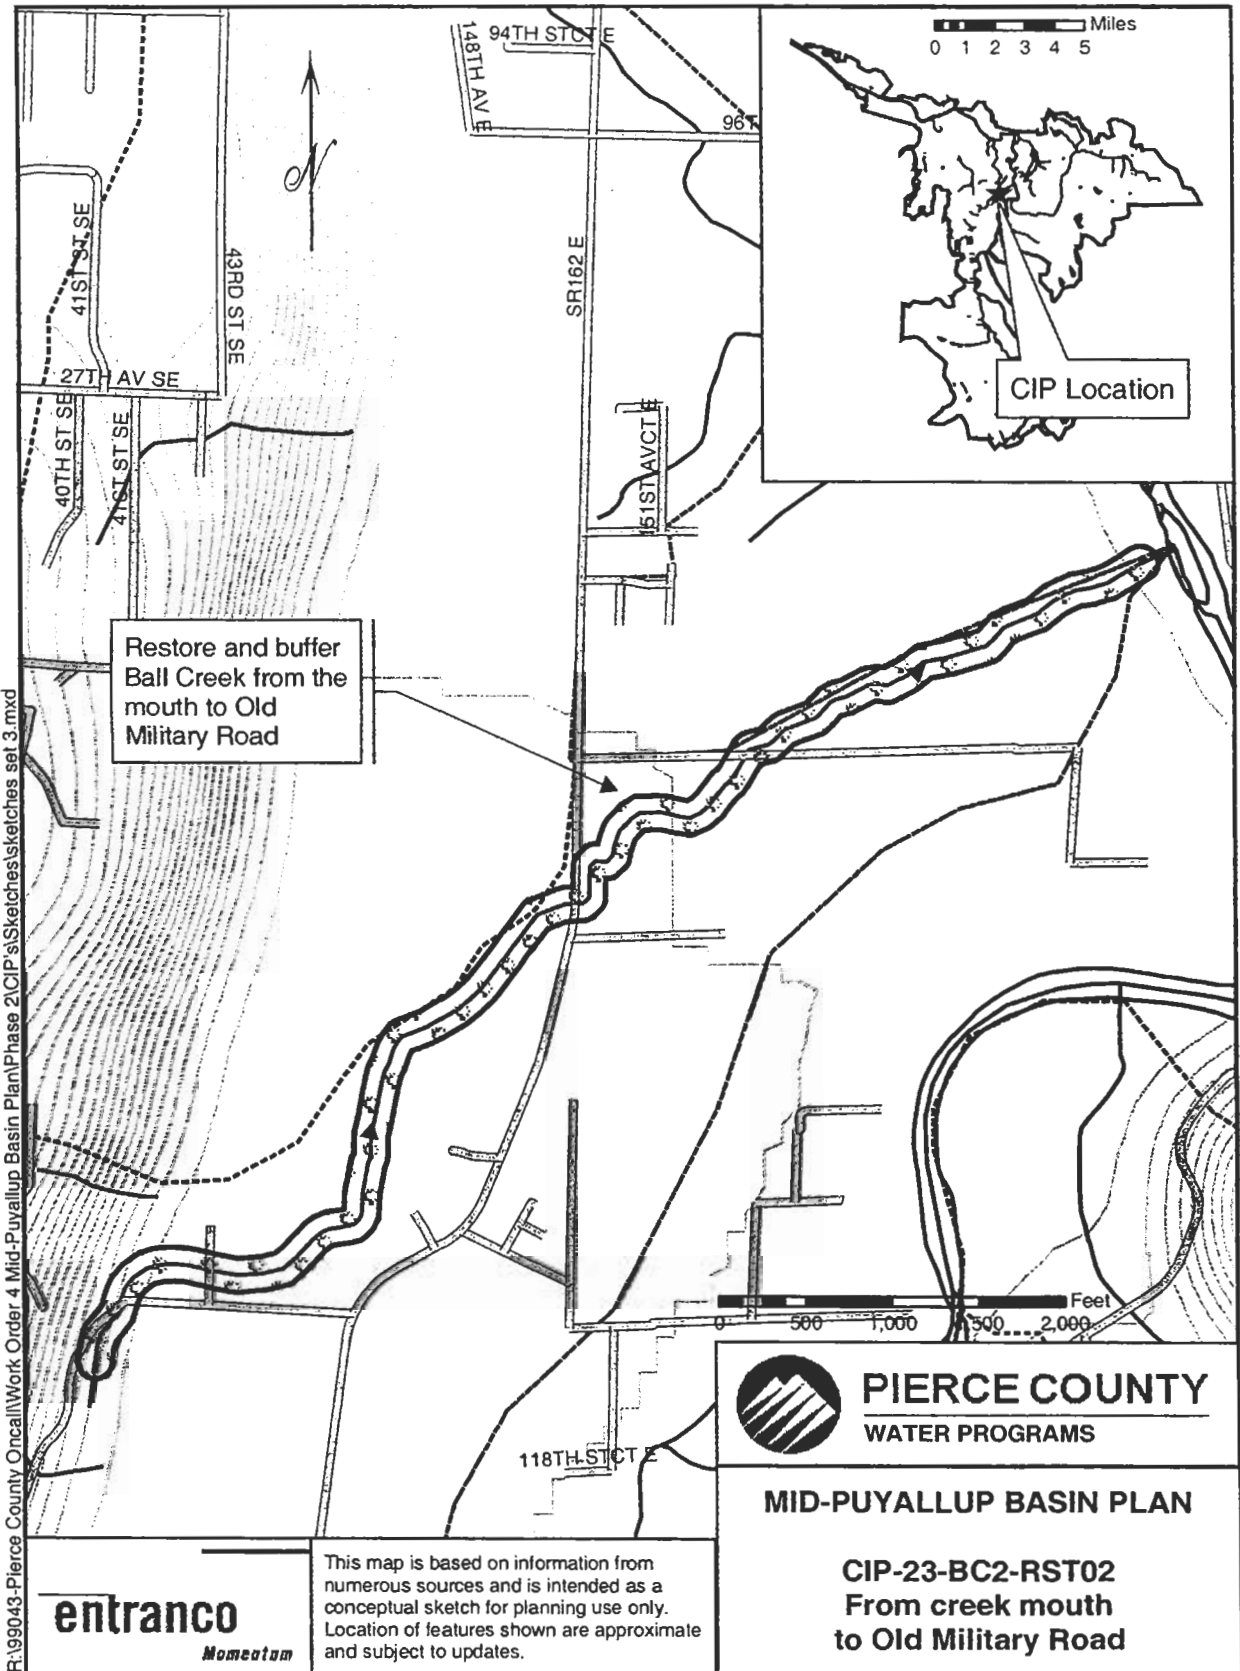 148TH AV E
94TH STCT E
96T
Miles
0 1 2 3 4 5
CIP Location
41ST ST SE
43RD ST SE
SR162 E
27TH AV SE
40TH ST SE
41ST ST SE
151ST AVCT E
Restore and buffer
Ball Creek from the
mouth to Old
Military Road
N
R:\99043-Pierce County Oncall\Work Order 4 Mid-Puyallup Basin Plan\Phase 2\CIP's\Sketches\sketches set 3.mxd
Feet
0 500 1,000 500 2,000
118TH STCT E
PIERCE COUNTY
WATER PROGRAMS
MID-PUYALLUP BASIN PLAN
CIP-23-BC2-RST02
From creek mouth
to Old Military Road
entranco
Momentum
This map is based on information from
numerous sources and is intended as a
conceptual sketch for planning use only.
Location of features shown are approximate
and subject to updates.